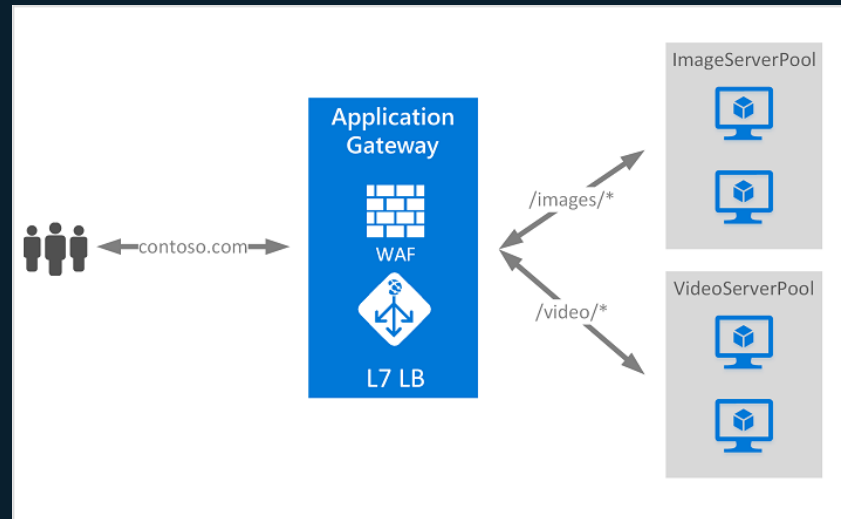 contoso.com
Application
Gateway
WAF
L7 LB
/images/*
/video/*
ImageServerPool
VideoServerPool